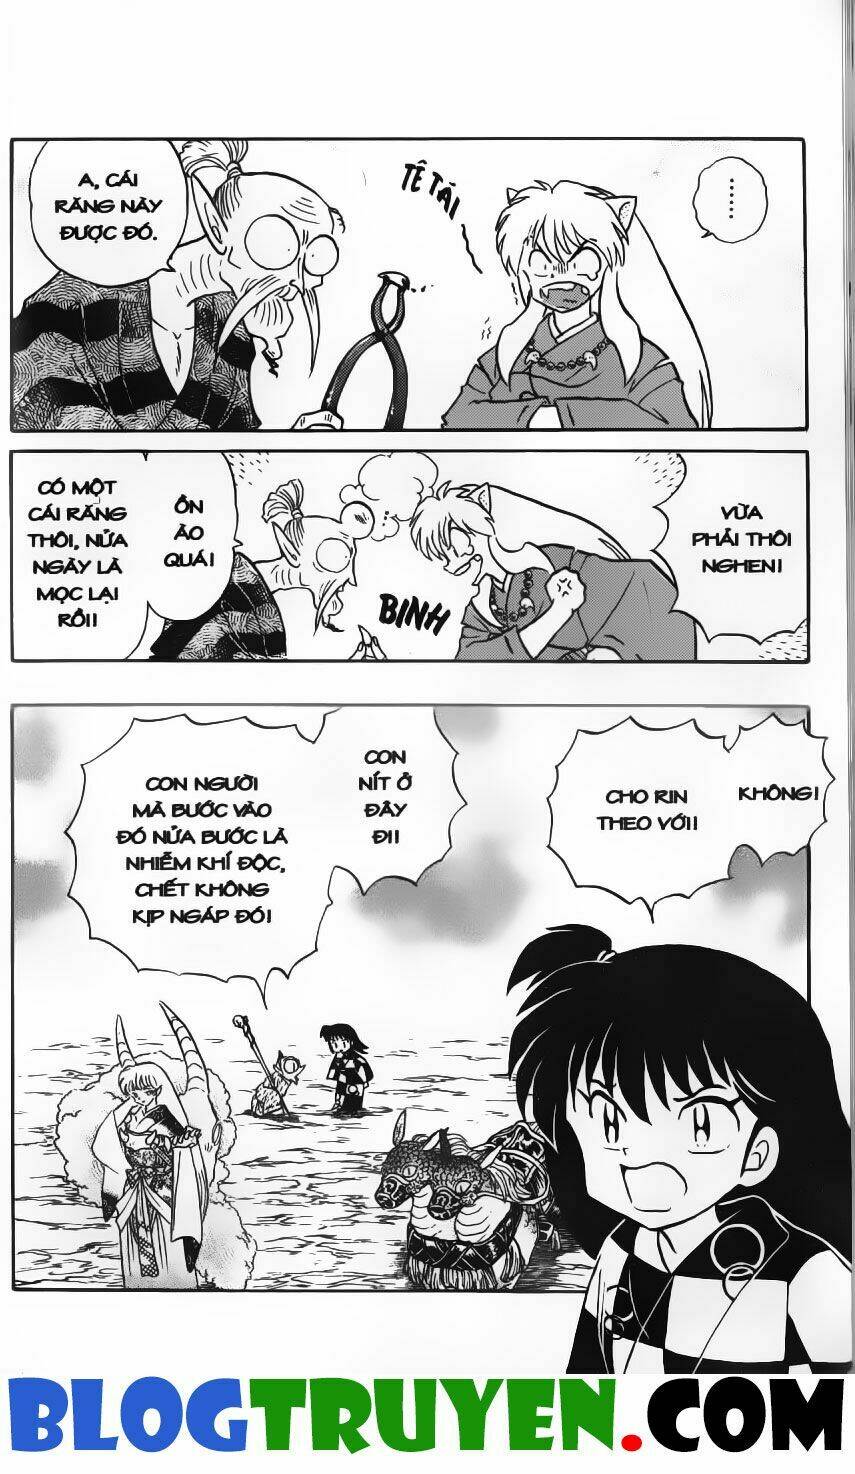 ......
TÊ TÁI
A, CÁI
RĂNG NÀY
ĐƯỢC ĐÓ.
VỪA
PHẢI THÔI
NGHEN!
BINH
ỒN
ÀO
QUÁ!
CÓ MỘT
CÁI RĂNG
THÔI, NỬA
NGÀY LÀ
MỌC LẠI
RỒI!
KHÔNG!
CHO RIN
THEO VỚI!
CON
NÍT Ở
ĐÂY
ĐI!
CON NGƯỜI
MÀ BƯỚC VÀO
ĐÓ NỬA BƯỚC LÀ
NHIỄM KHÍ ĐỘC,
CHẾT KHÔNG
KỊP NGÁP ĐÓ!
BLOGTRUYEN.COM